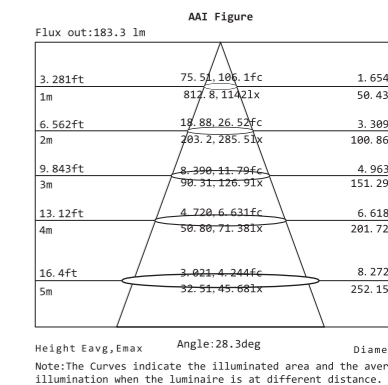 AAI Figure
Flux out:183.3 lm
3.281ft 75.51,106.1fc 1.654
1m 812.8,1142lx 50.43
6.562ft 18.88,26.52fc 3.309
2m 203.2,285.5lx 100.86
9.843ft 8.390,11.79fc 4.963
3m 90.31,126.9lx 151.29
13.12ft 4.720,6.631fc 6.618
4m 50.80,71.38lx 201.72
16.4ft 3.021,4.244fc 8.272
5m 32.51,45.68lx 252.15
Height Eavg,Emax Angle:28.3deg Diame
Note:The Curves indicate the illuminated area and the aver
illumination when the luminaire is at different distance.